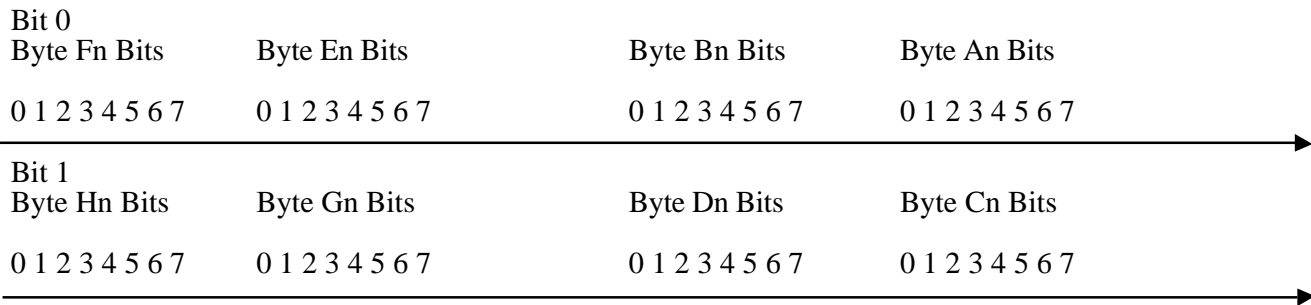 Bit 0
Byte Fn Bits Byte En Bits Byte Bn Bits Byte An Bits
0 1 2 3 4 5 6 7 0 1 2 3 4 5 6 7 0 1 2 3 4 5 6 7 0 1 2 3 4 5 6 7
Bit 1
Byte Hn Bits Byte Gn Bits Byte Dn Bits Byte Cn Bits
0 1 2 3 4 5 6 7 0 1 2 3 4 5 6 7 0 1 2 3 4 5 6 7 0 1 2 3 4 5 6 7